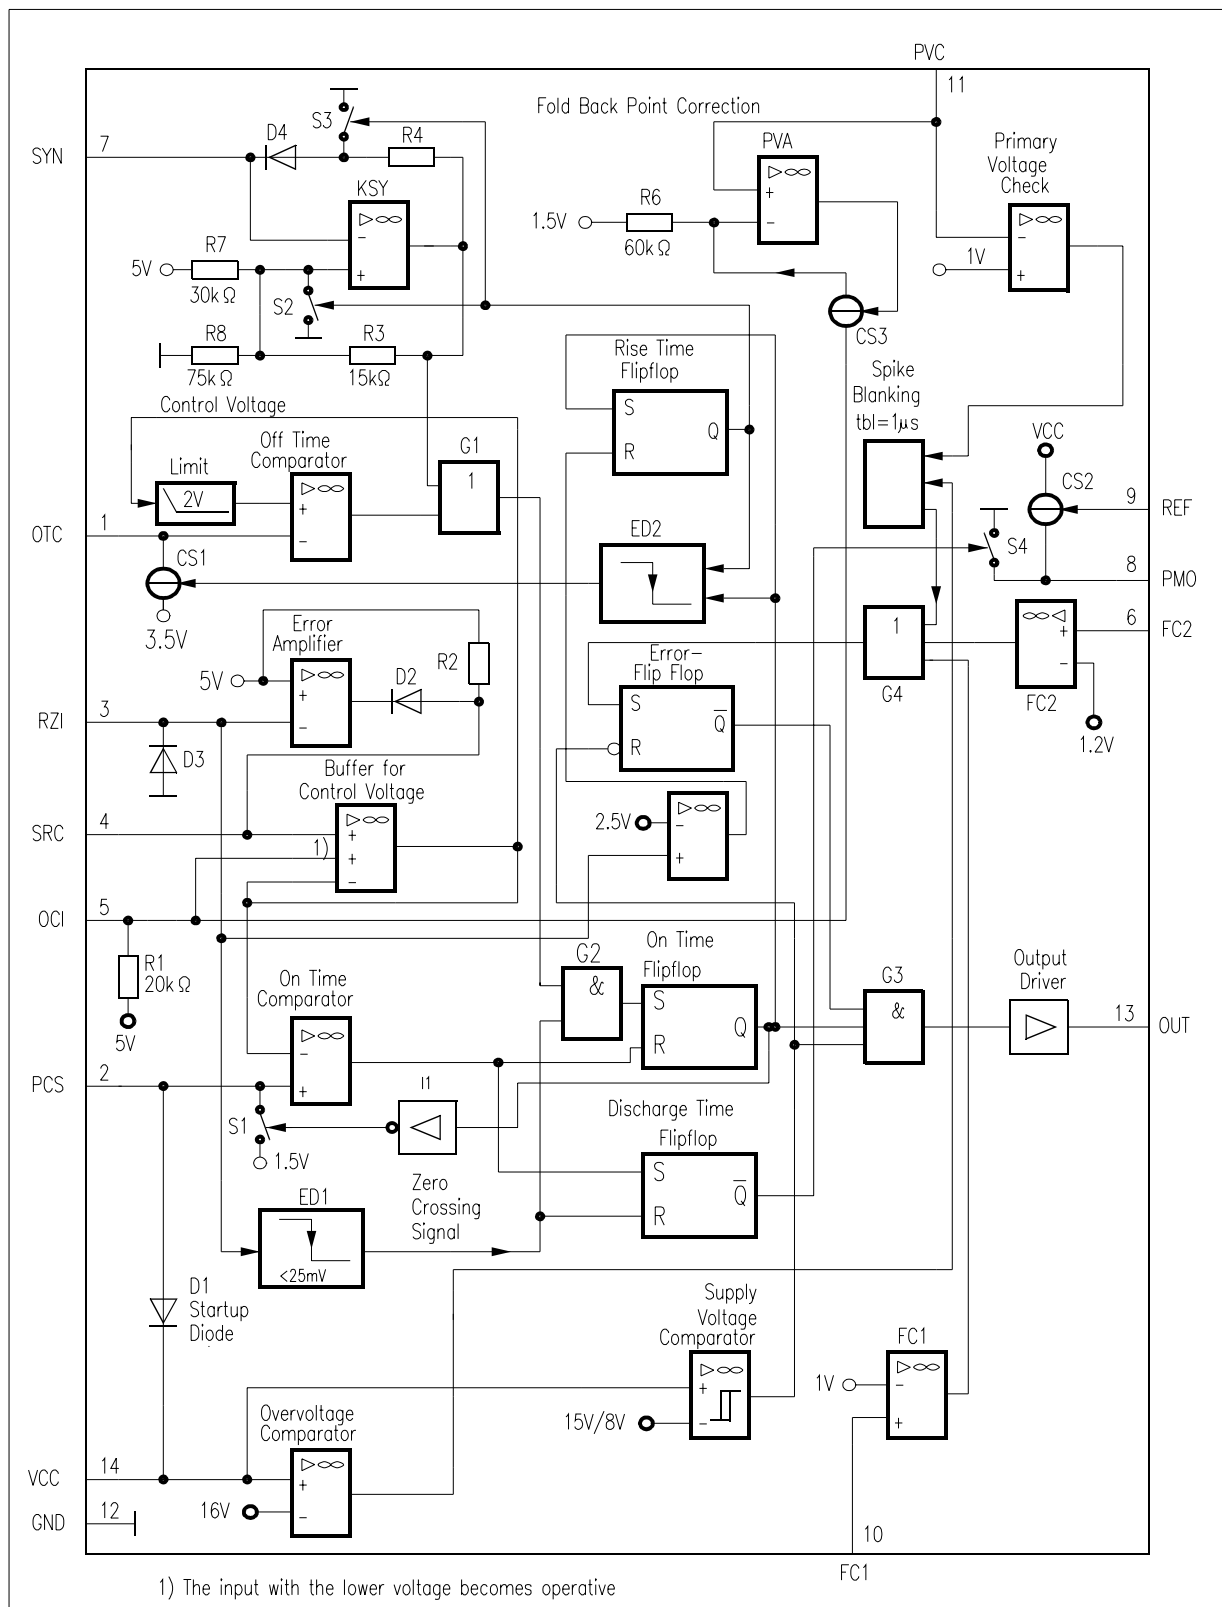 PVC
11
Fold Back Point Correction
SYN
7
D4
S3
R4
KSY
PVA
Primary
Voltage
Check
1.5V
R6
60kΩ
1V
5V
R7
30kΩ
S2
R8
75kΩ
R3
15kΩ
CS3
Rise Time
Flipflop
S
R
Q
Spike
Blanking
tbl=1μs
Control Voltage
Off Time
Comparator
G1
1
Limit
2V
VCC
CS2
9
REF
OTC
1
CS1
ED2
S4
8
PMO
3.5V
Error
Amplifier
R2
5V
D2
Error-
Flip Flop
S
R
Q
1
G4
FC2
6
FC2
1.2V
RZI
3
D3
Buffer for
Control Voltage
2.5V
SRC
4
1)
OCI
5
R1
20kΩ
5V
On Time
Comparator
G2
&
On Time
Flipflop
S
R
Q
G3
&
Output
Driver
13
OUT
PCS
2
S1
1.5V
I1
Discharge Time
Flipflop
S
R
Q
Zero
Crossing
Signal
ED1
<25mV
D1
Startup
Diode
Supply
Voltage
Comparator
15V/8V
FC1
1V
Overvoltage
Comparator
VCC
14
16V
GND
12
10
FC1
1) The input with the lower voltage becomes operative